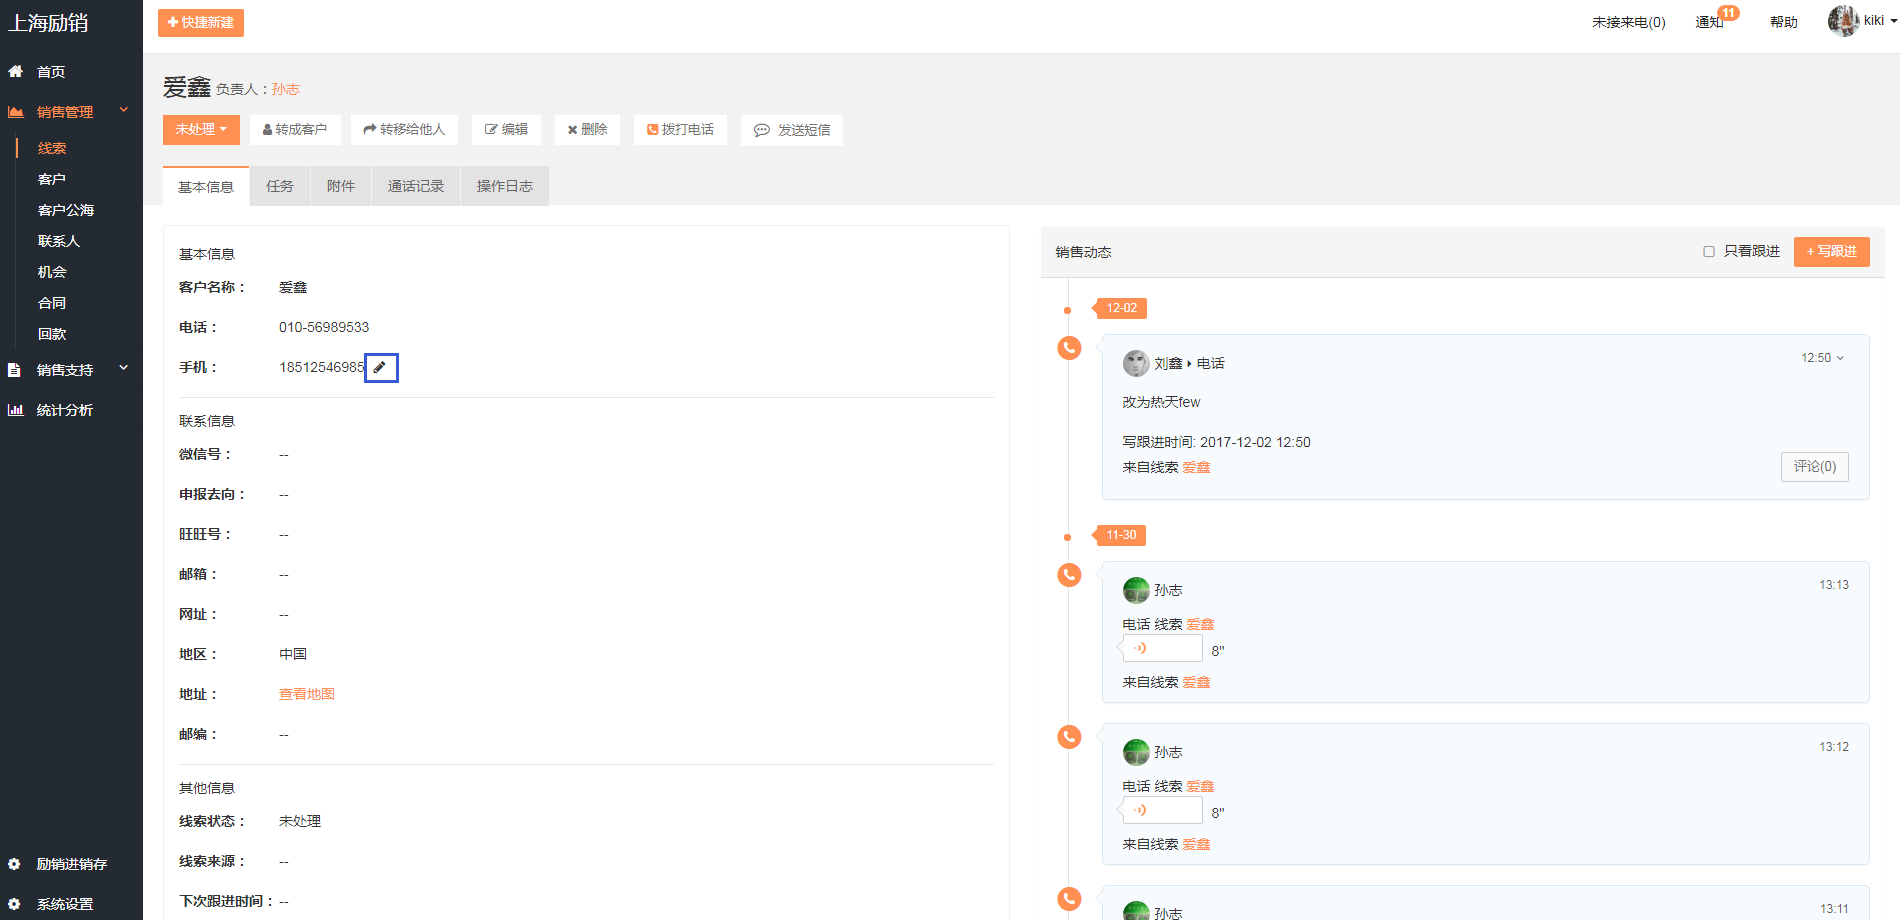 上海励销
快捷新建
未接来电(0)
通知
11
帮助
kiki
首页
销售管理
线索
客户
客户公海
联系人
机会
合同
回款
销售支持
统计分析
励销进销存
系统设置
爱鑫 负责人：孙志
未处理
转成客户
转移给他人
编辑
删除
拨打电话
发送短信
基本信息
任务
附件
通话记录
操作日志
基本信息
客户名称： 爱鑫
电话： 010-56989533
手机： 18512546985
联系信息
微信号： --
申报去向： --
旺旺号： --
邮箱： --
网址： --
地区： 中国
地址： 查看地图
邮编： --
其他信息
线索状态： 未处理
线索来源： --
下次跟进时间： --
销售动态
只看跟进
+ 写跟进
12-02
刘鑫 电话
12:50
改为热天few
写跟进时间: 2017-12-02 12:50
来自线索 爱鑫
评论(0)
11-30
孙志
13:13
电话 线索 爱鑫
8"
来自线索 爱鑫
孙志
13:12
电话 线索 爱鑫
8"
来自线索 爱鑫
孙志
13:11